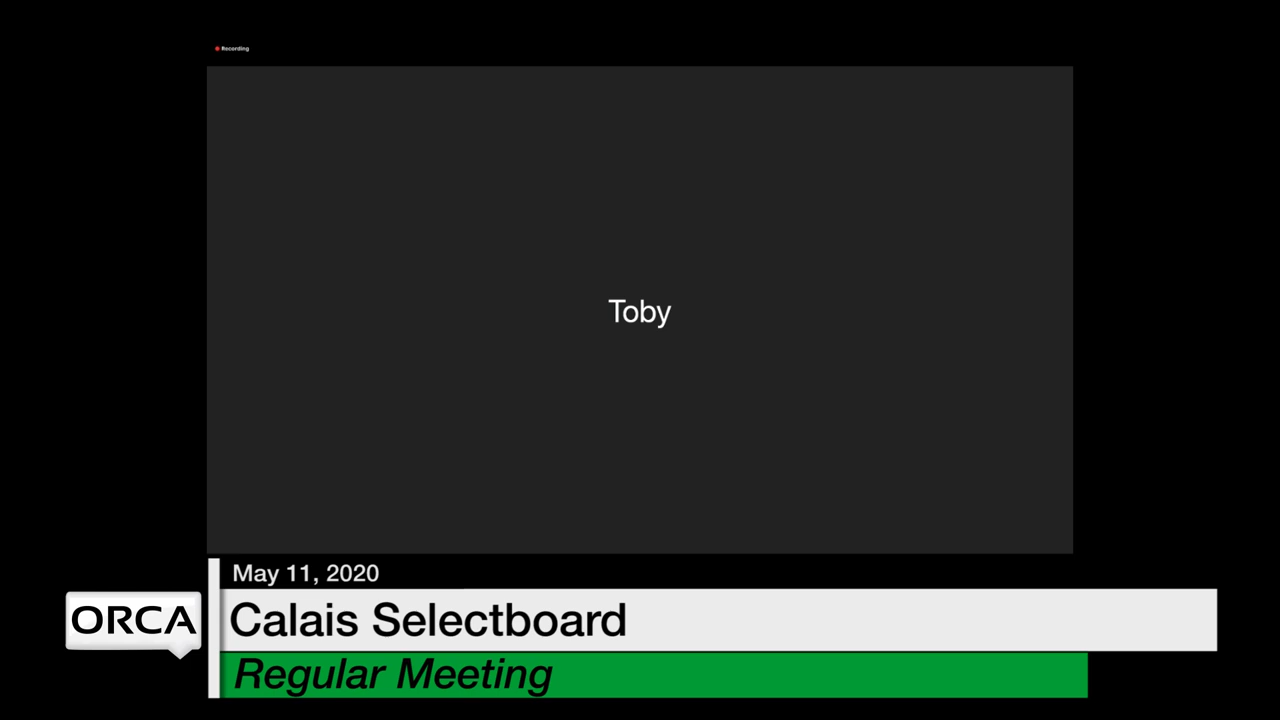 Recording
Toby
May 11, 2020
ORCA
Calais Selectboard
Regular Meeting